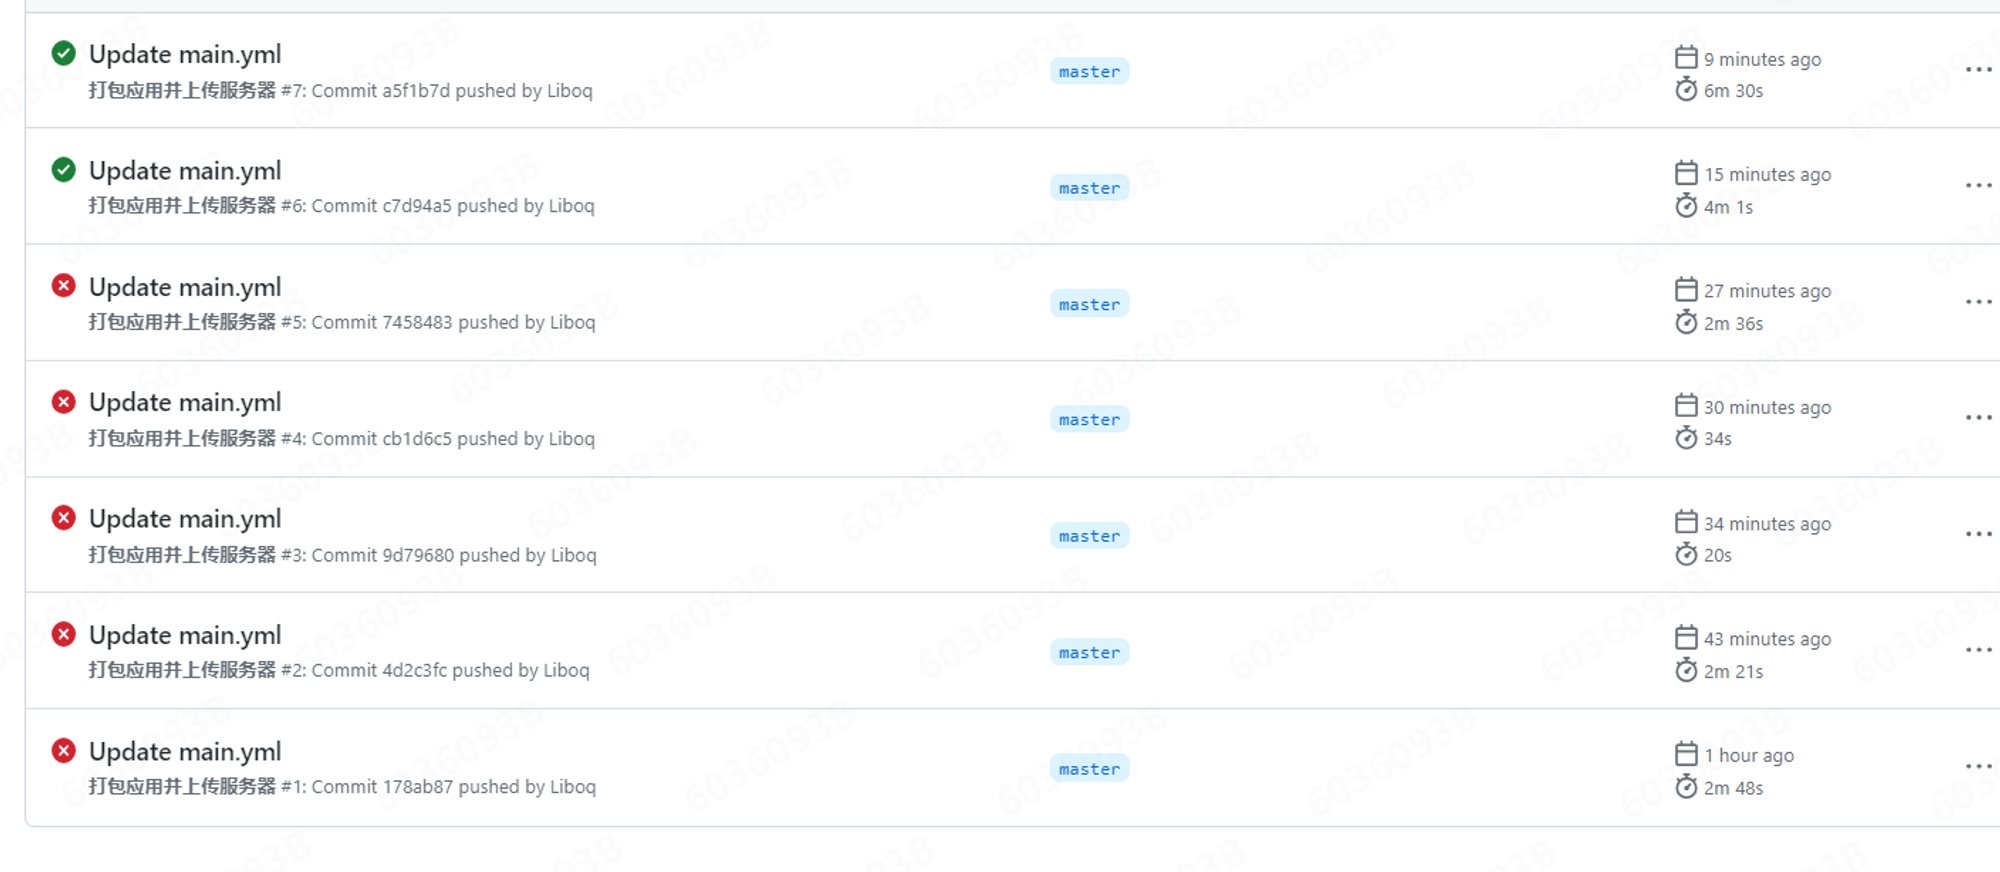 Update main.yml
打包应用并上传服务器 #7: Commit a5f1b7d pushed by Liboq
master
9 minutes ago
6m 30s
Update main.yml
打包应用并上传服务器 #6: Commit c7d94a5 pushed by Liboq
master
15 minutes ago
4m 1s
Update main.yml
打包应用并上传服务器 #5: Commit 7458483 pushed by Liboq
master
27 minutes ago
2m 36s
Update main.yml
打包应用并上传服务器 #4: Commit cb1d6c5 pushed by Liboq
master
30 minutes ago
34s
Update main.yml
打包应用并上传服务器 #3: Commit 9d79680 pushed by Liboq
master
34 minutes ago
20s
Update main.yml
打包应用并上传服务器 #2: Commit 4d2c3fc pushed by Liboq
master
43 minutes ago
2m 21s
Update main.yml
打包应用并上传服务器 #1: Commit 178ab87 pushed by Liboq
master
1 hour ago
2m 48s
6036093B